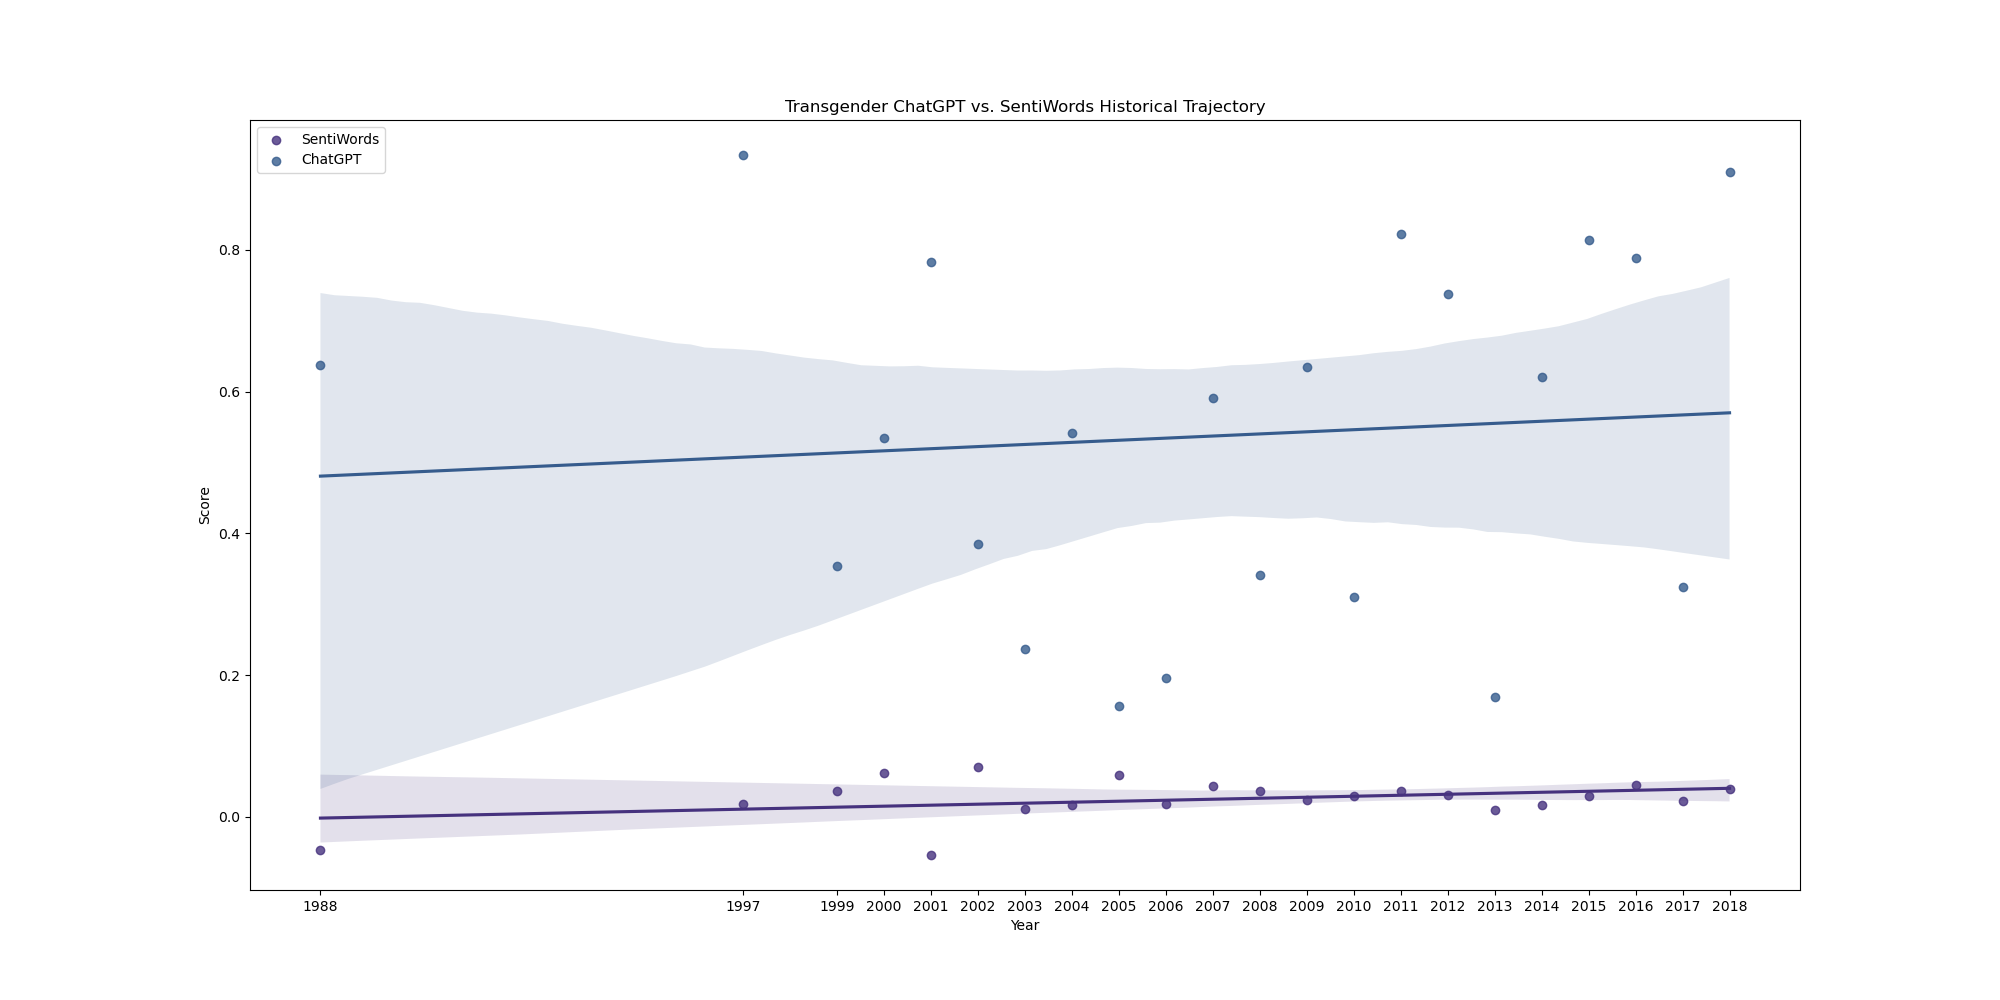 Transgender ChatGPT vs. SentiWords Historical Trajectory
SentiWords
ChatGPT
0.8
0.6
0.4
0.2
0.0
Score
1988 1997 1999 2000 2001 2002 2003 2004 2005 2006 2007 2008 2009 2010 2011 2012 2013 2014 2015 2016 2017 2018
Year